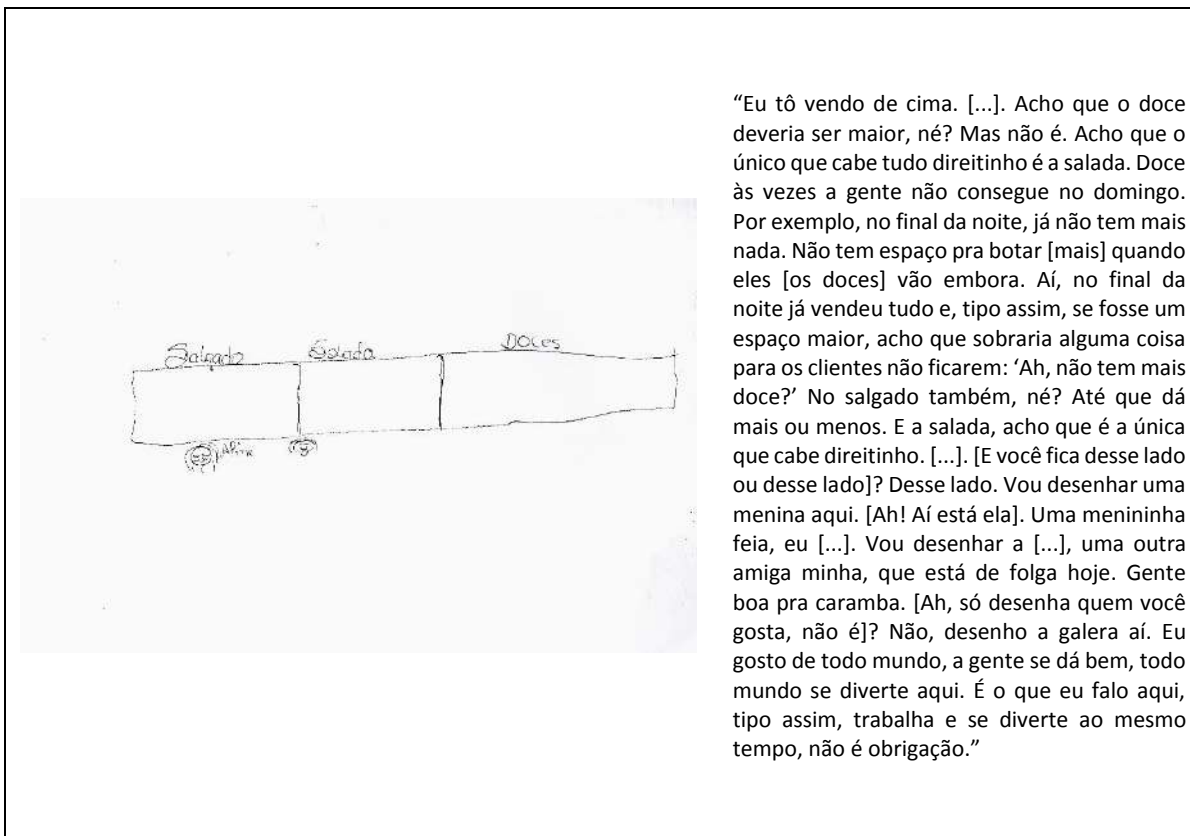 Salgado
Salada
DOCES
Aline
“Eu tô vendo de cima. [...]. Acho que o doce
deveria ser maior, né? Mas não é. Acho que o
único que cabe tudo direitinho é a salada. Doce
às vezes a gente não consegue no domingo.
Por exemplo, no final da noite, já não tem mais
nada. Não tem espaço pra botar [mais] quando
eles [os doces] vão embora. Aí, no final da
noite já vendeu tudo e, tipo assim, se fosse um
espaço maior, acho que sobraria alguma coisa
para os clientes não ficarem: ‘Ah, não tem mais
doce?’ No salgado também, né? Até que dá
mais ou menos. E a salada, acho que é a única
que cabe direitinho. [...]. [E você fica desse lado
ou desse lado]? Desse lado. Vou desenhar uma
menina aqui. [Ah! Aí está ela]. Uma menininha
feia, eu [...]. Vou desenhar a [...], uma outra
amiga minha, que está de folga hoje. Gente
boa pra caramba. [Ah, só desenha quem você
gosta, não é]? Não, desenho a galera aí. Eu
gosto de todo mundo, a gente se dá bem, todo
mundo se diverte aqui. É o que eu falo aqui,
tipo assim, trabalha e se diverte ao mesmo
tempo, não é obrigação.”